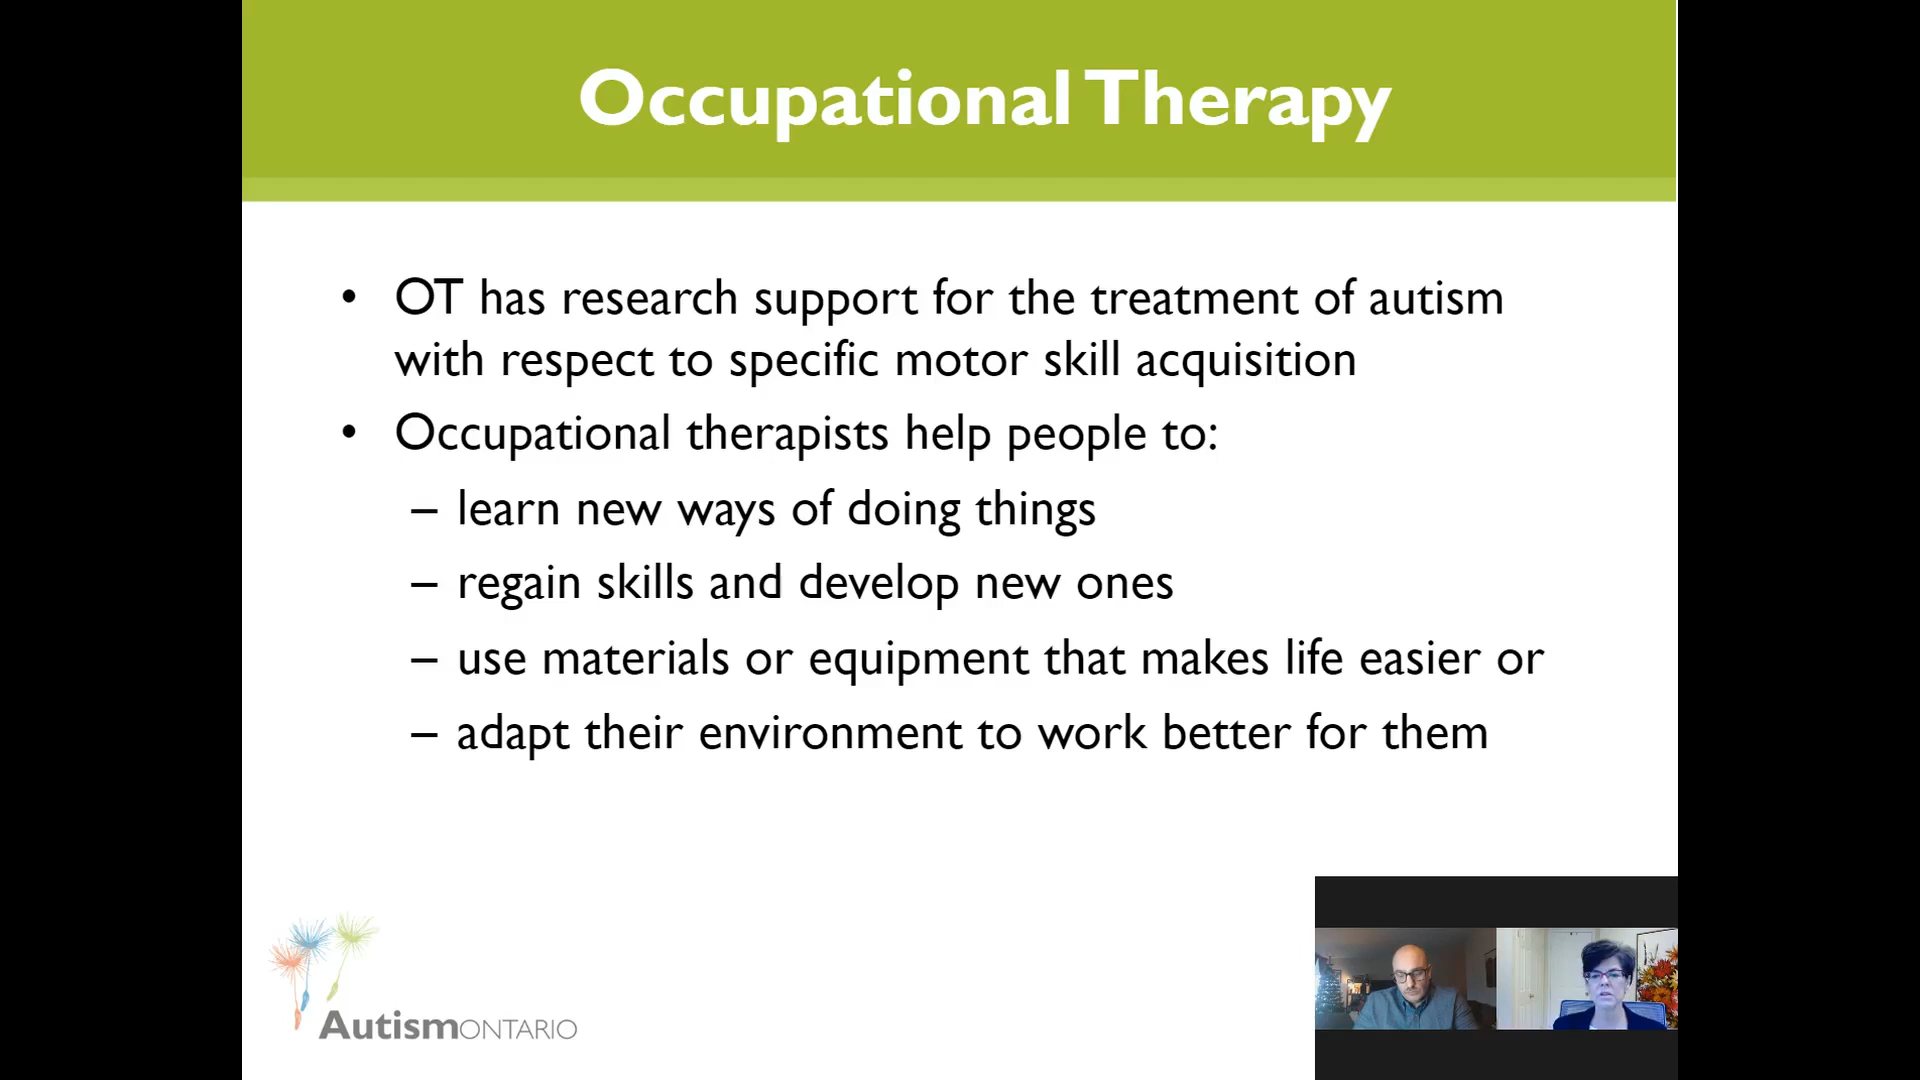 Occupational Therapy
• OT has research support for the treatment of autism
with respect to specific motor skill acquisition
• Occupational therapists help people to:
– learn new ways of doing things
– regain skills and develop new ones
– use materials or equipment that makes life easier or
– adapt their environment to work better for them
AutismONTARIO